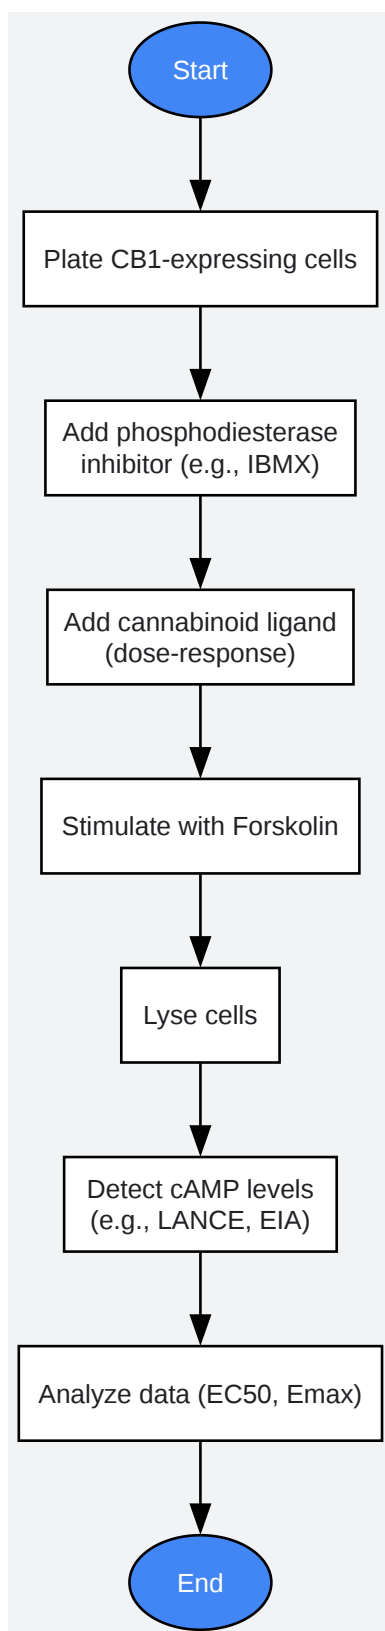 Start
Plate CB1-expressing cells
Add phosphodiesterase
inhibitor (e.g., IBMX)
Add cannabinoid ligand
(dose-response)
Stimulate with Forskolin
Lyse cells
Detect cAMP levels
(e.g., LANCE, EIA)
Analyze data (EC50, Emax)
End